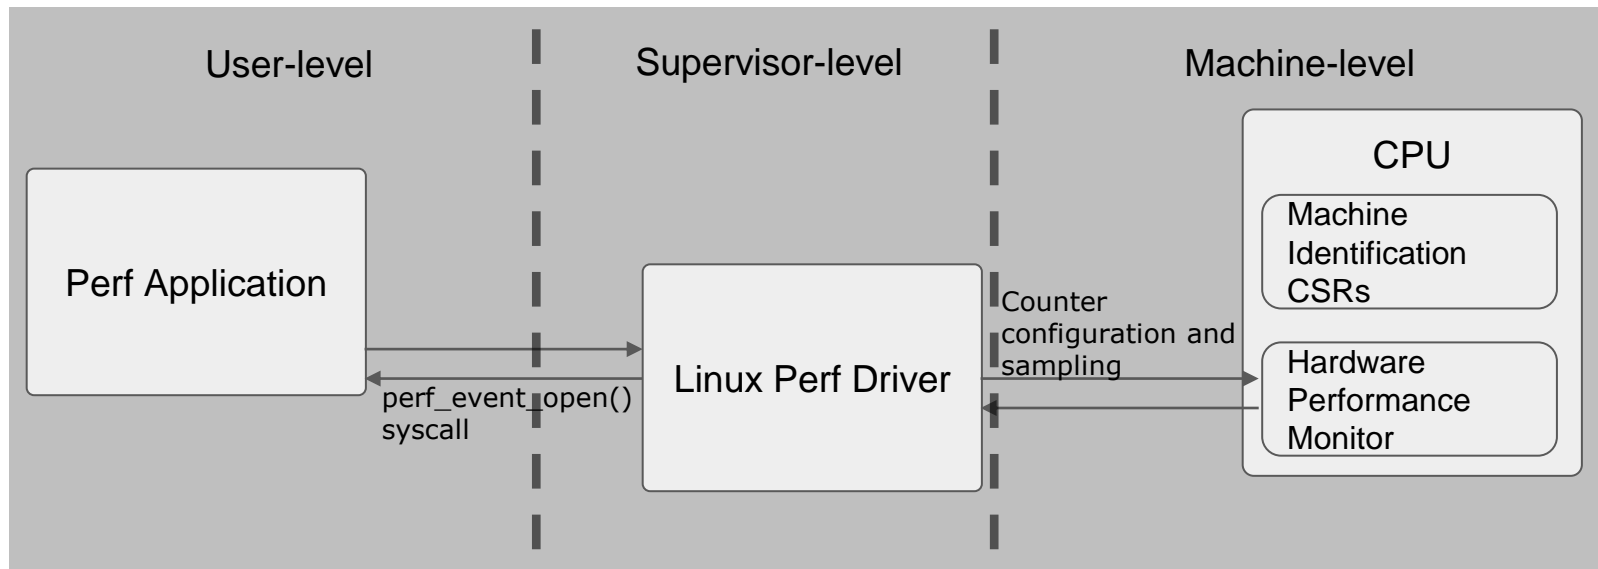 User-level
Supervisor-level
Machine-level
Perf Application
perf_event_open()
syscall
Linux Perf Driver
Counter
configuration and
sampling
CPU
Machine
Identification
CSRs
Hardware
Performance
Monitor